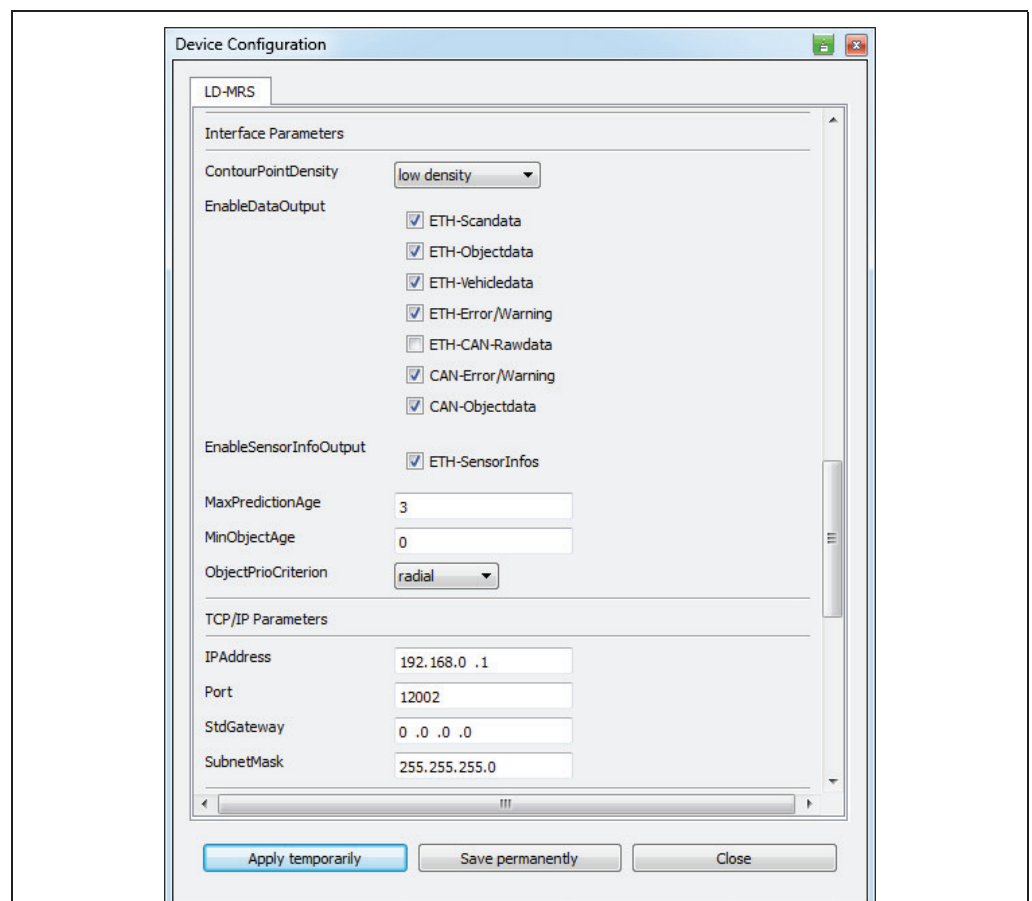 Device Configuration
LD-MRS
Interface Parameters
ContourPointDensity low density
EnableDataOutput
ETH-Scandata
ETH-Objectdata
ETH-Vehicledata
ETH-Error/Warning
ETH-CAN-Rawdata
CAN-Error/Warning
CAN-Objectdata
EnableSensorInfoOutput
ETH-SensorInfos
MaxPredictionAge 3
MinObjectAge 0
ObjectPrioCriterion radial
TCP/IP Parameters
IPAddress 192.168.0 .1
Port 12002
StdGateway 0 .0 .0 .0
SubnetMask 255.255.255.0
Apply temporarily Save permanently Close